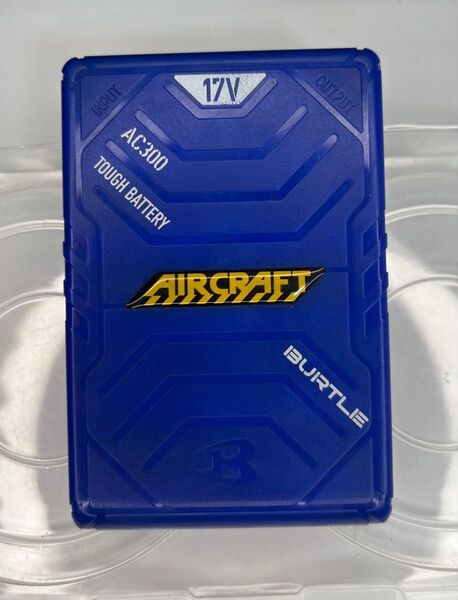 17V
INPUT
OUTPUT
AC300
TOUGH BATTERY
AIRCRAFT
BURTLE